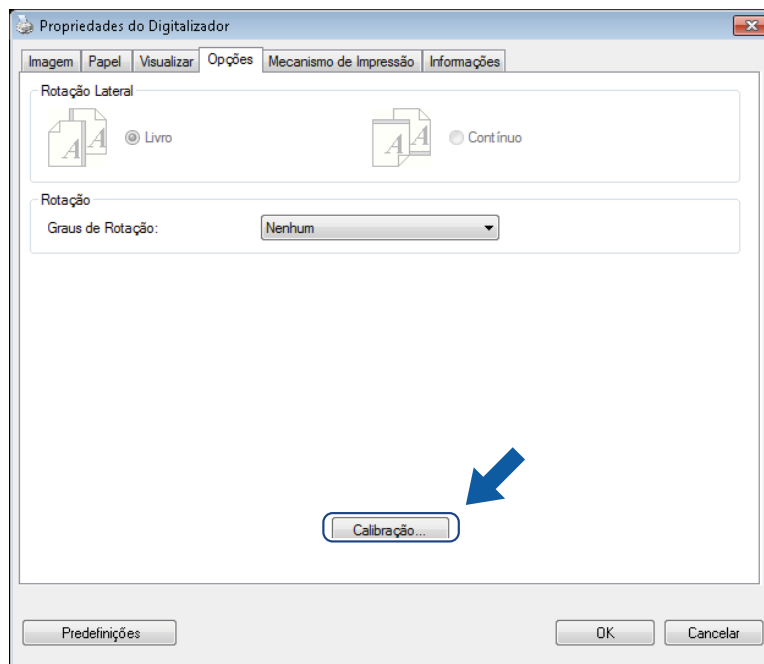 Propriedades do Digitalizador
Imagem Papel Visualizar Opções Mecanismo de Impressão Informações
Rotação Lateral
A A Livro A A Contínuo
Rotação
Graus de Rotação: Nenhum
Calibração...
Predefinições OK Cancelar